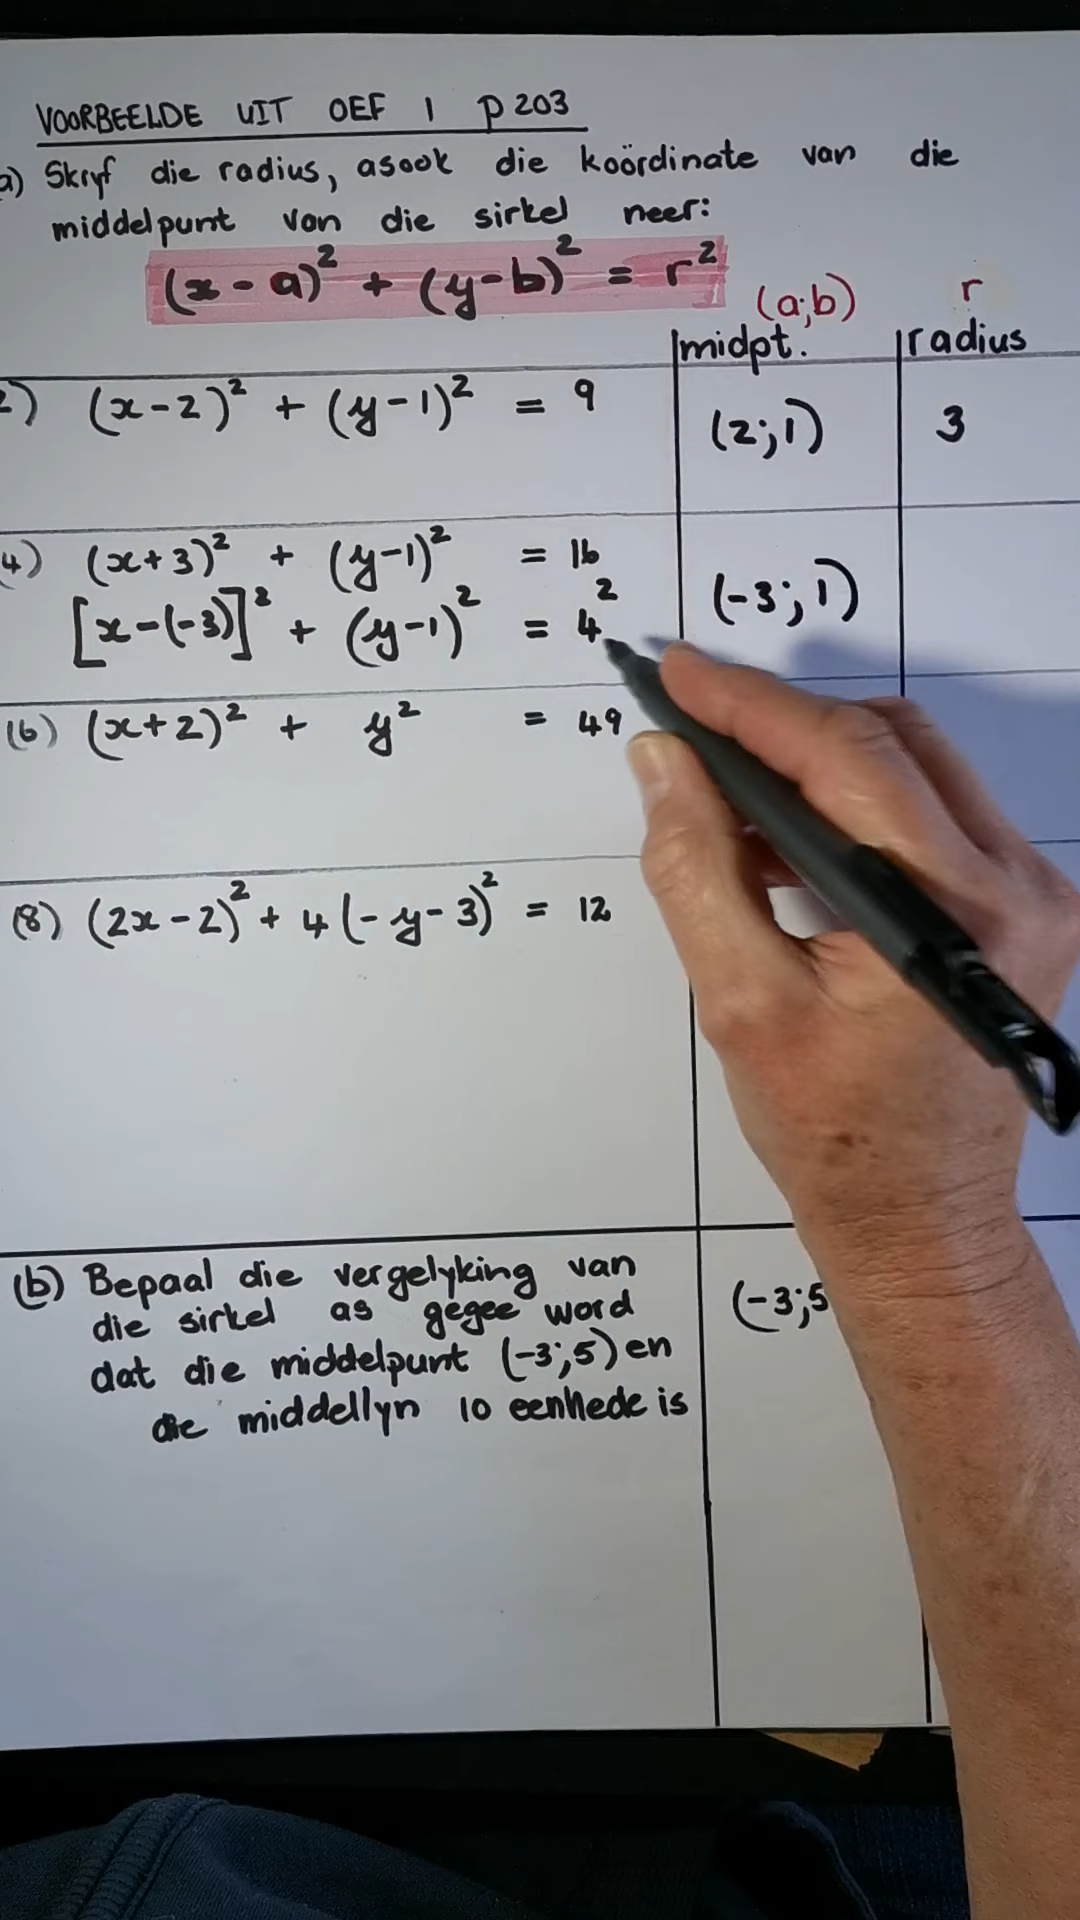 VOORBEELDE UIT OEF 1 p 203
a) Skryf die radius, asook die koördinate van die
middelpunt van die sirkel neer:
(x - a)² + (y - b)² = r²
(a;b) r
midpt. radius
2) (x - 2)² + (y - 1)² = 9 (2;1) 3
4) (x + 3)² + (y - 1)² = 16
[x - (-3)]² + (y - 1)² = 4² (-3;1)
(6) (x + 2)² + y² = 49
(8) (2x - 2)² + 4(-y - 3)² = 12
(b) Bepaal die vergelyking van
die sirkel as gegee word
dat die middelpunt (-3;5) en
die middellyn 10 eenhede is
(-3;5